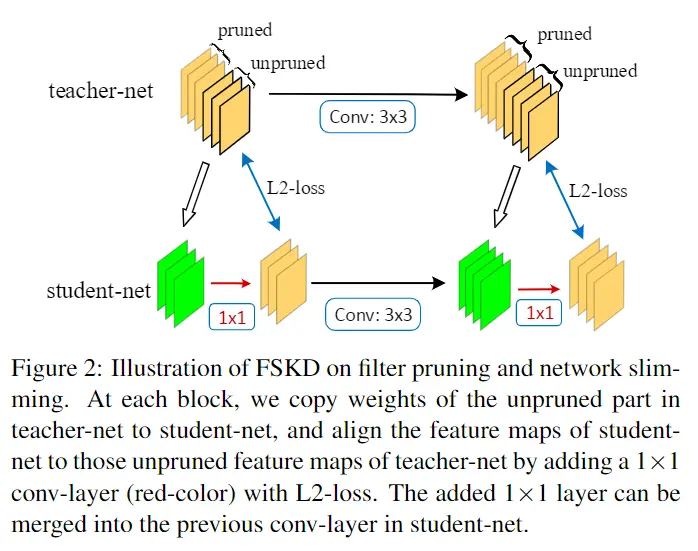 pruned
unpruned
teacher-net
Conv: 3x3
pruned
unpruned
L2-loss
L2-loss
student-net
1x1
Conv: 3x3
1x1
Figure 2: Illustration of FSKD on filter pruning and network slim-
ming. At each block, we copy weights of the unpruned part in
teacher-net to student-net, and align the feature maps of student-
net to those unpruned feature maps of teacher-net by adding a 1×1
conv-layer (red-color) with L2-loss. The added 1×1 layer can be
merged into the previous conv-layer in student-net.